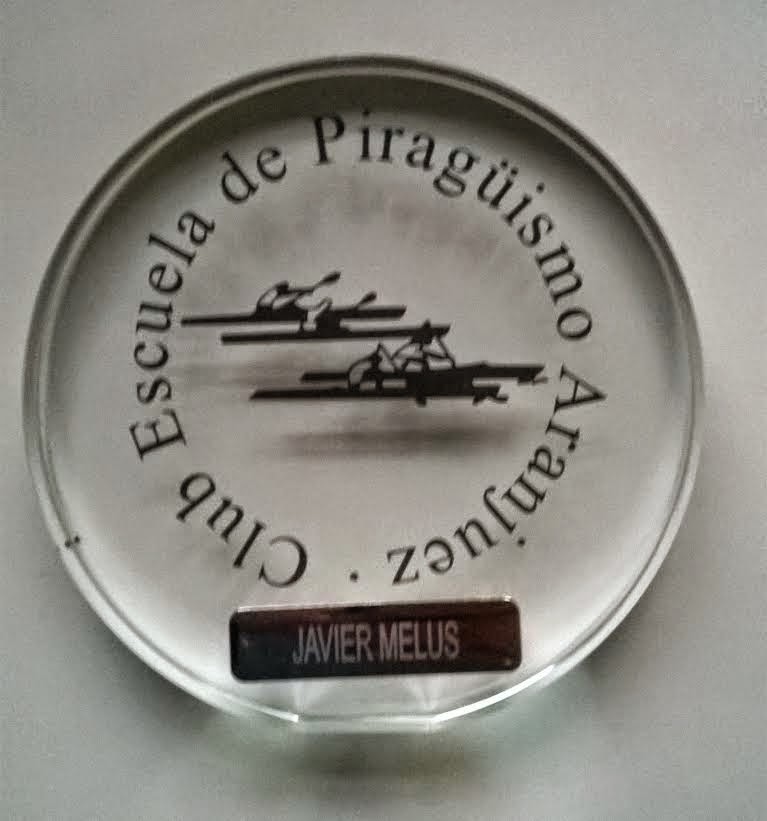 Club Escuela de Piragüismo Aranjuez ·
JAVIER MELUS